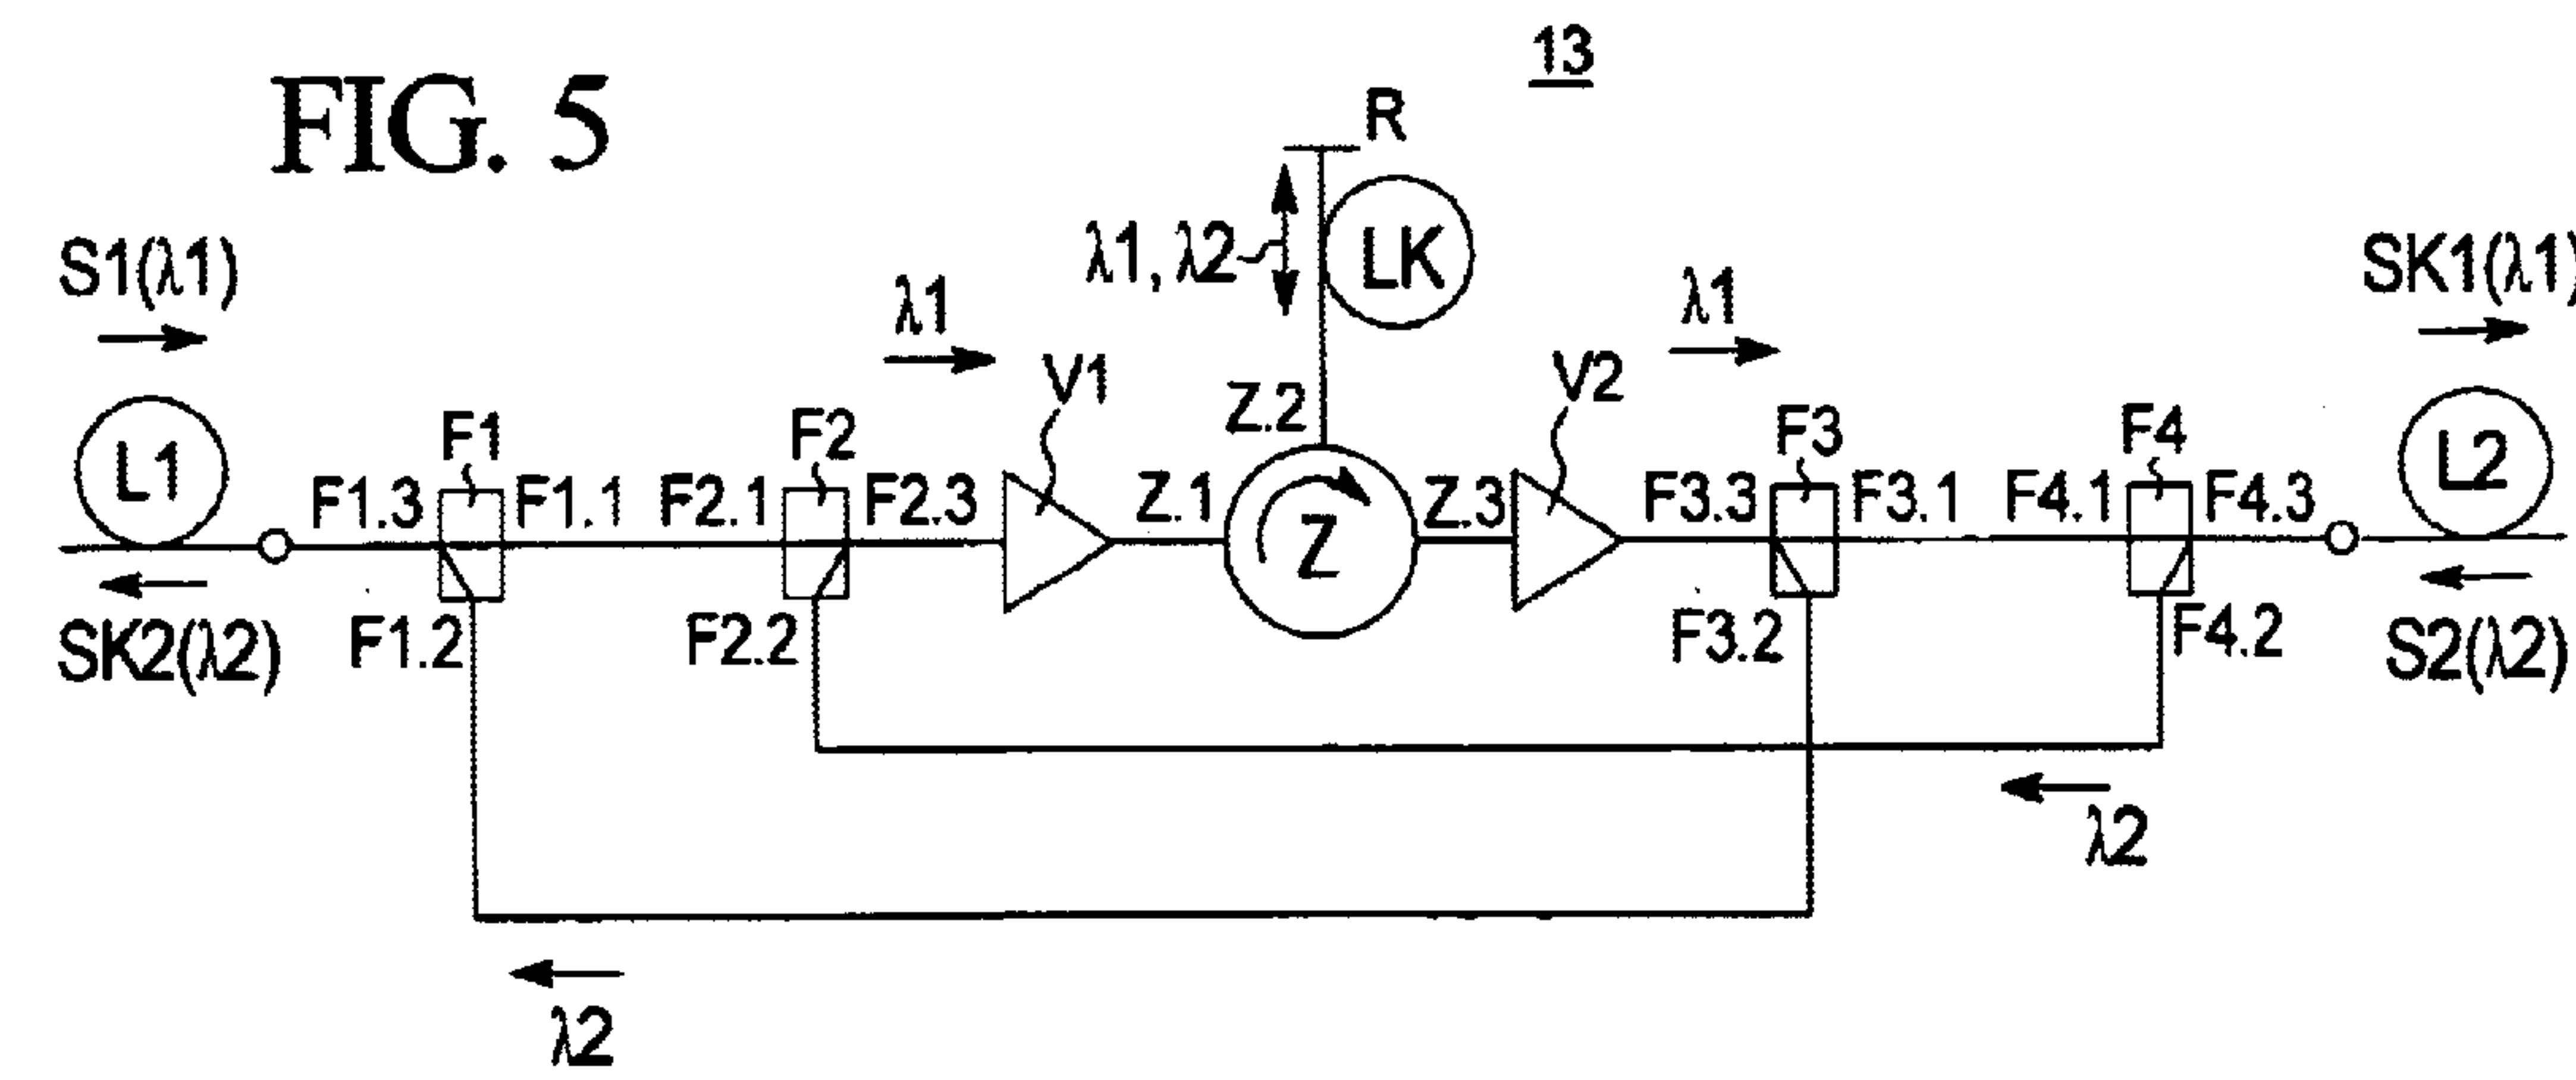 FIG. 5
13
R
S1(λ1)
λ1, λ2
LK
SK1(λ1)
λ1
λ1
V1
Z.2
V2
L1
F1
F2
F3
F4
L2
F1.3
F1.1
F2.1
F2.3
Z.1
Z
Z.3
F3.3
F3.1
F4.1
F4.3
SK2(λ2)
F1.2
F2.2
F3.2
F4.2
S2(λ2)
λ2
λ2